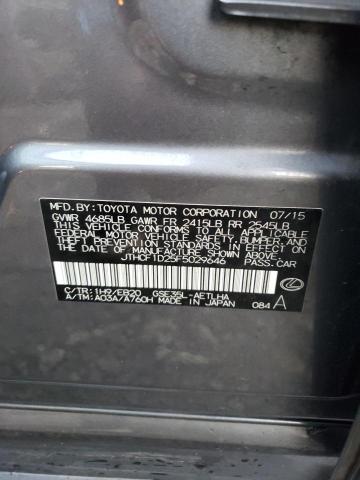 MFD.BY:TOYOTA MOTOR CORPORATION 07/15
GVWR 4685LB GAWR FR 2415LB RR 2545LB
THIS VEHICLE CONFORMS TO ALL APPLICABLE
FEDERAL MOTOR VEHICLE SAFETY, BUMPER, AND
THEFT PREVENTION STANDARDS IN EFFECT ON
THE DATE OF MANUFACTURE SHOWN ABOVE.
JTHCF1D25F5029646 PASS.CAR
C/TR:1H9/EB20 GSE36L-AETLHA
A/TM:A03A/A760H MADE IN JAPAN 084 A